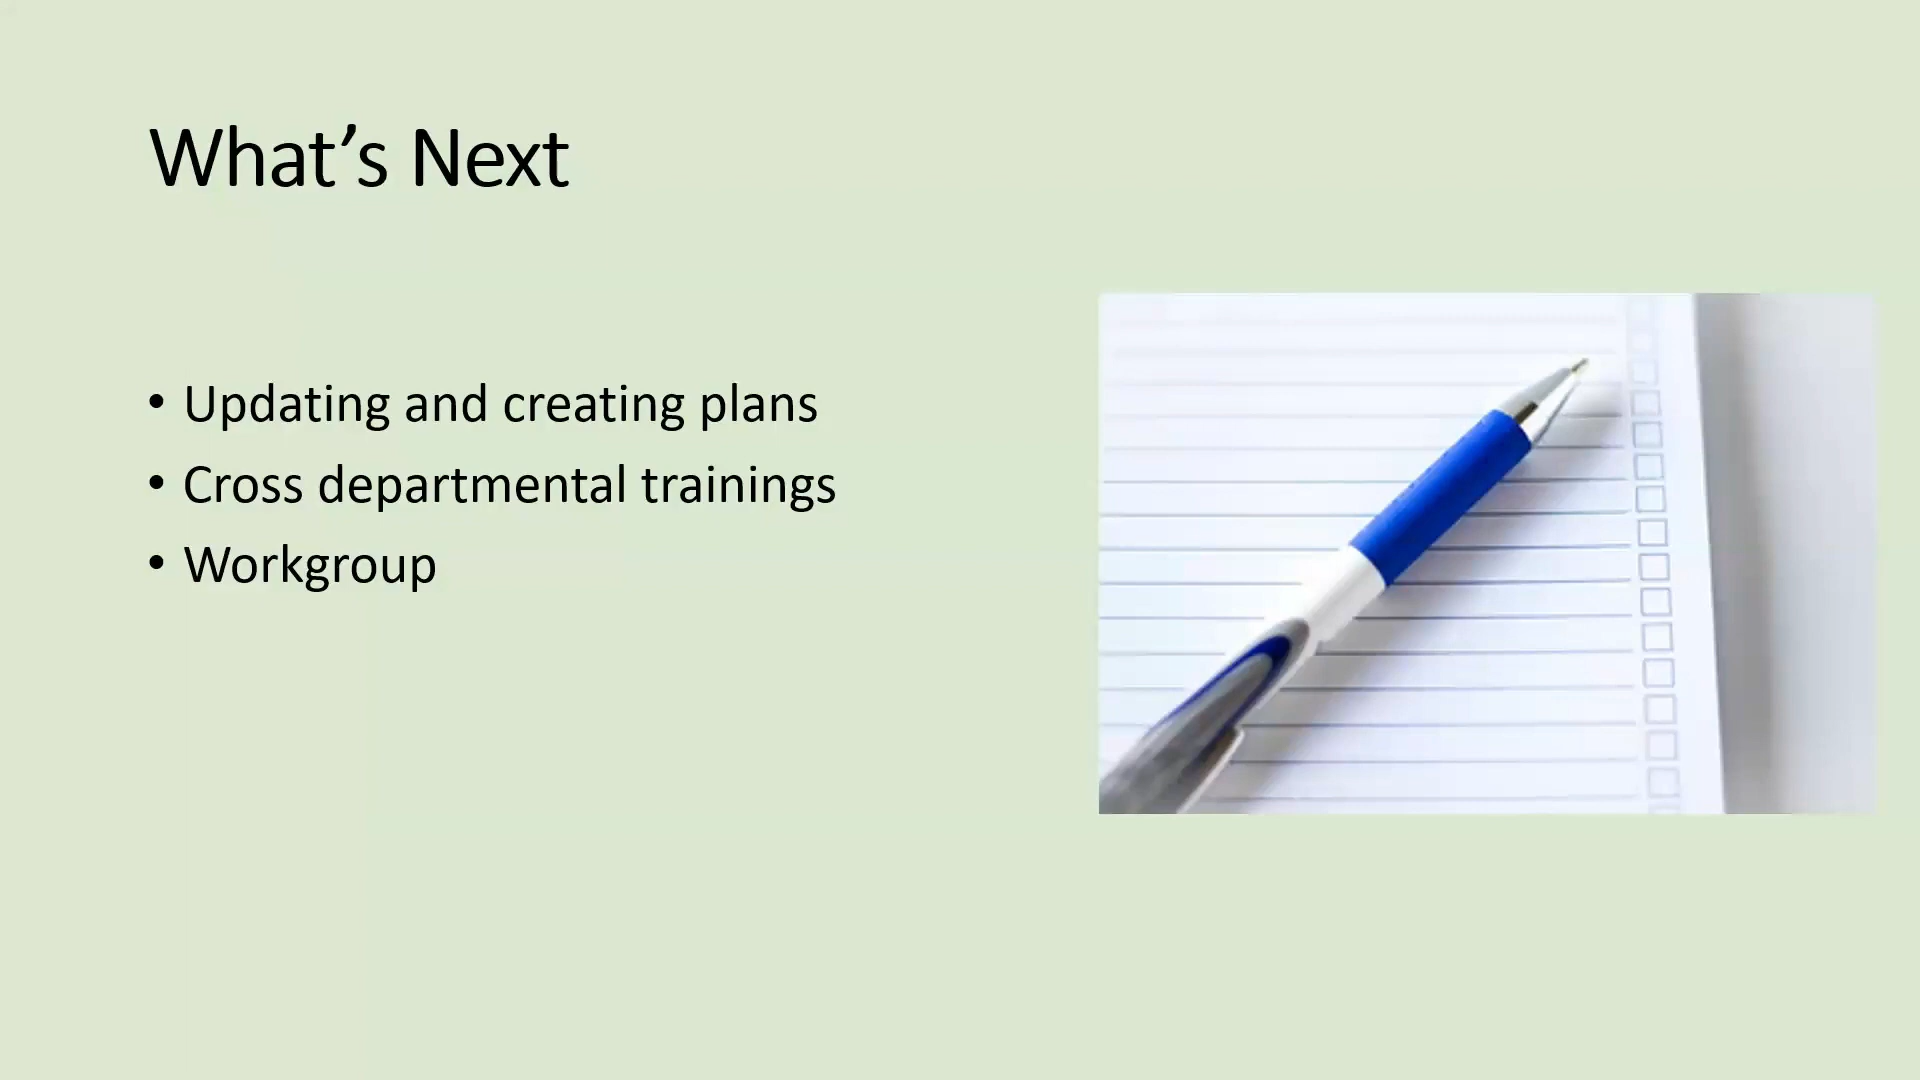 What’s Next
• Updating and creating plans
• Cross departmental trainings
• Workgroup